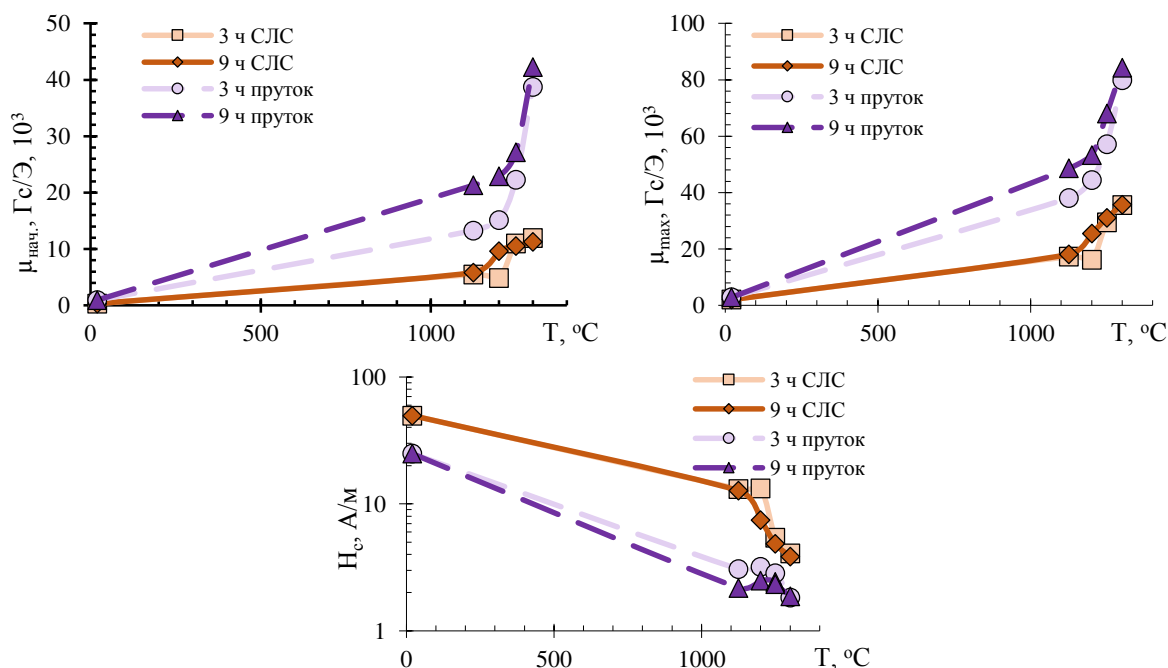 μнач., Гс/Э, 10³
50
40
30
20
10
0
0
500
1000
T, °C
3 ч СЛС
9 ч СЛС
3 ч пруток
9 ч пруток
μmax, Гс/Э, 10³
100
80
60
40
20
0
0
500
1000
T, °C
3 ч СЛС
9 ч СЛС
3 ч пруток
9 ч пруток
Hc, А/м
100
10
1
0
500
1000
T, °C
3 ч СЛС
9 ч СЛС
3 ч пруток
9 ч пруток